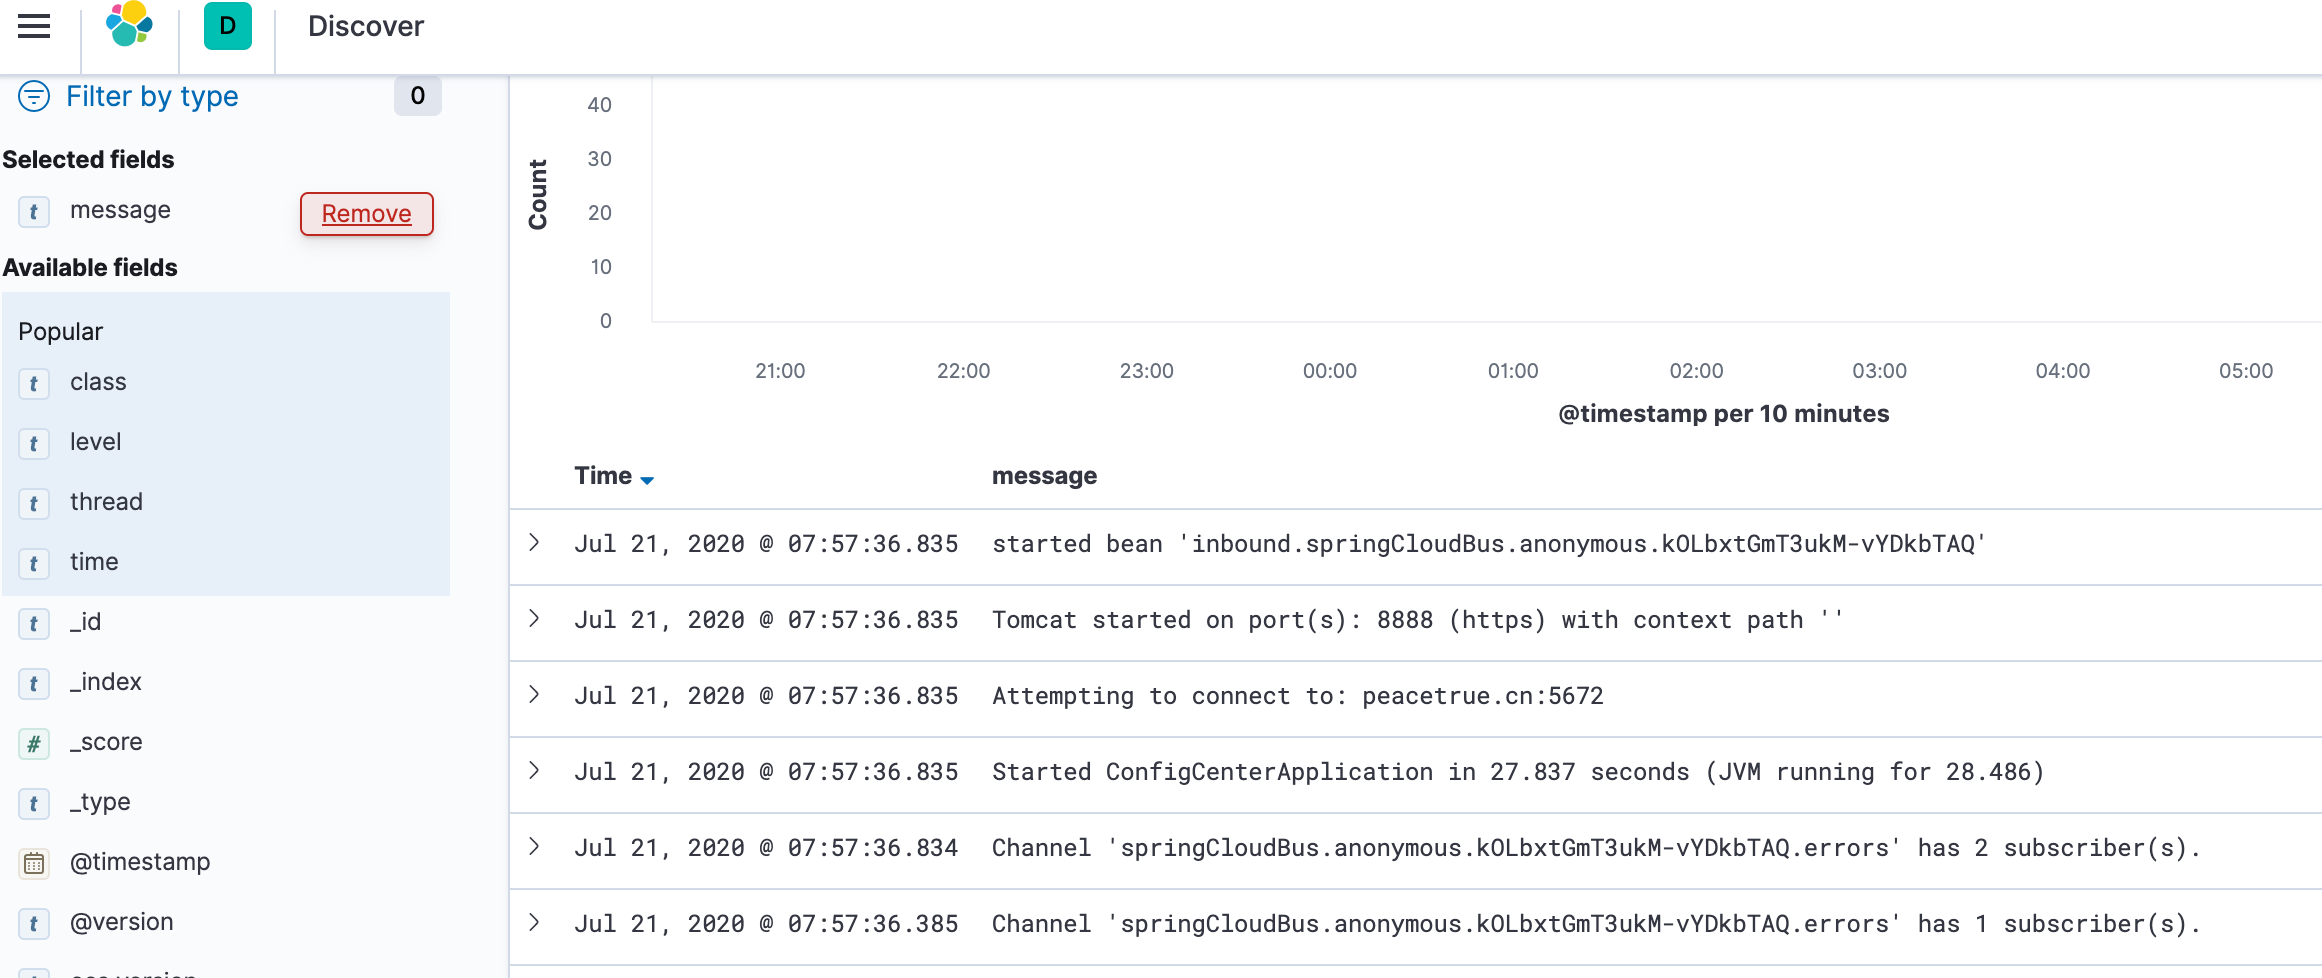 D Discover
Filter by type 0
Selected fields
t message Remove
Available fields
Popular
t class
t level
t thread
t time
t _id
t _index
# _score
t _type
@timestamp
t @version
Count
40
30
20
10
0
21:00 22:00 23:00 00:00 01:00 02:00 03:00 04:00 05:00
@timestamp per 10 minutes
Time message
Jul 21, 2020 @ 07:57:36.835 started bean 'inbound.springCloudBus.anonymous.kOLbxtGmT3ukM-vYDkbTAQ'
Jul 21, 2020 @ 07:57:36.835 Tomcat started on port(s): 8888 (https) with context path ''
Jul 21, 2020 @ 07:57:36.835 Attempting to connect to: peacetrue.cn:5672
Jul 21, 2020 @ 07:57:36.835 Started ConfigCenterApplication in 27.837 seconds (JVM running for 28.486)
Jul 21, 2020 @ 07:57:36.834 Channel 'springCloudBus.anonymous.kOLbxtGmT3ukM-vYDkbTAQ.errors' has 2 subscriber(s).
Jul 21, 2020 @ 07:57:36.385 Channel 'springCloudBus.anonymous.kOLbxtGmT3ukM-vYDkbTAQ.errors' has 1 subscriber(s).